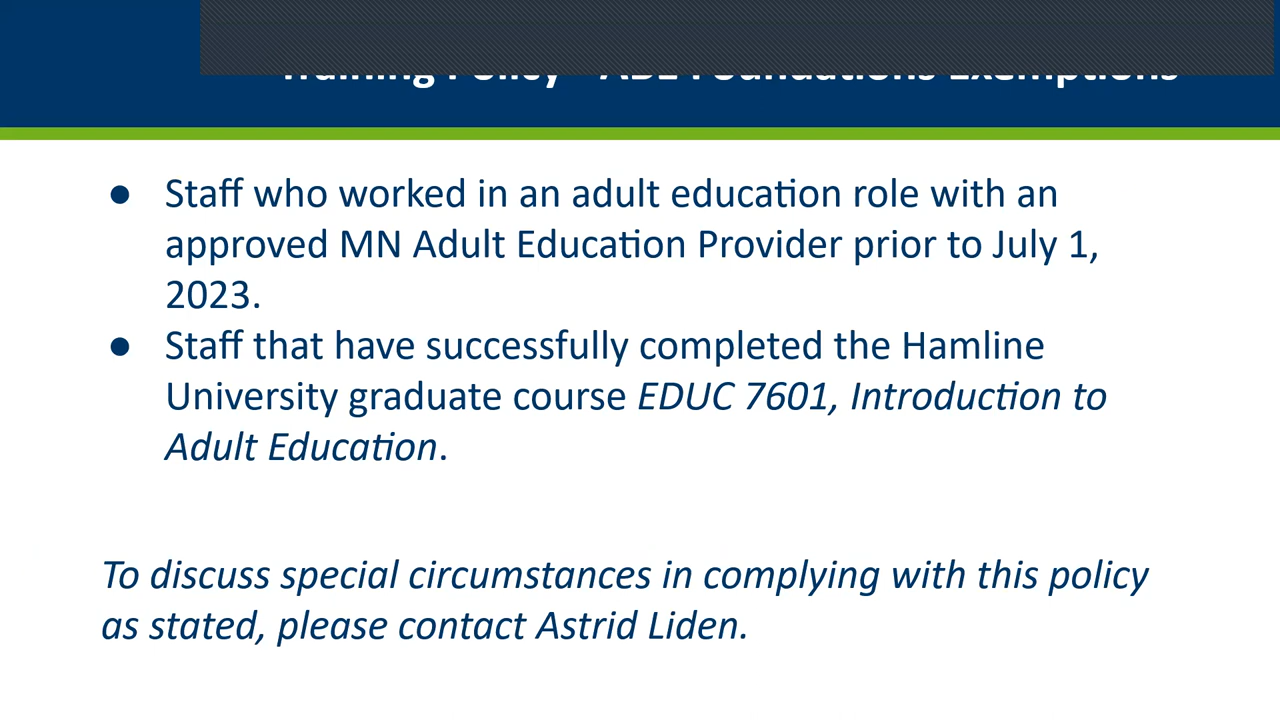 Training Policy - ABE Foundations Exemptions
● Staff who worked in an adult education role with an
approved MN Adult Education Provider prior to July 1,
2023.
● Staff that have successfully completed the Hamline
University graduate course EDUC 7601, Introduction to
Adult Education.
To discuss special circumstances in complying with this policy
as stated, please contact Astrid Liden.